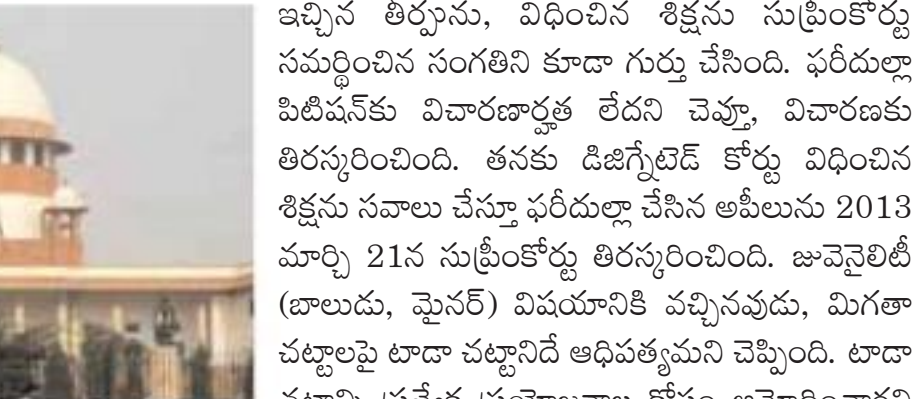 ఇచ్చిన తీర్పును, విధించిన శిక్షను సుప్రీంకోర్టు
సమర్థించిన సంగతిని కూడా గుర్తు చేసింది. ఫరీదుల్లా
పిటిషన్‌కు విచారణార్హత లేదని చెప్తూ, విచారణకు
తిరస్కరించింది. తనకు డిజిగ్నేటెడ్ కోర్టు విధించిన
శిక్షను సవాలు చేస్తూ ఫరీదుల్లా చేసిన అపీలును 2013
మార్చి 21న సుప్రీంకోర్టు తిరస్కరించింది. జువెనైలిటీ
(బాలుడు, మైనర్) విషయానికి వచ్చినవుడు, మిగతా
చట్టాలపై టాడా చట్టానిదే ఆధిపత్యమని చెప్పింది. టాడా